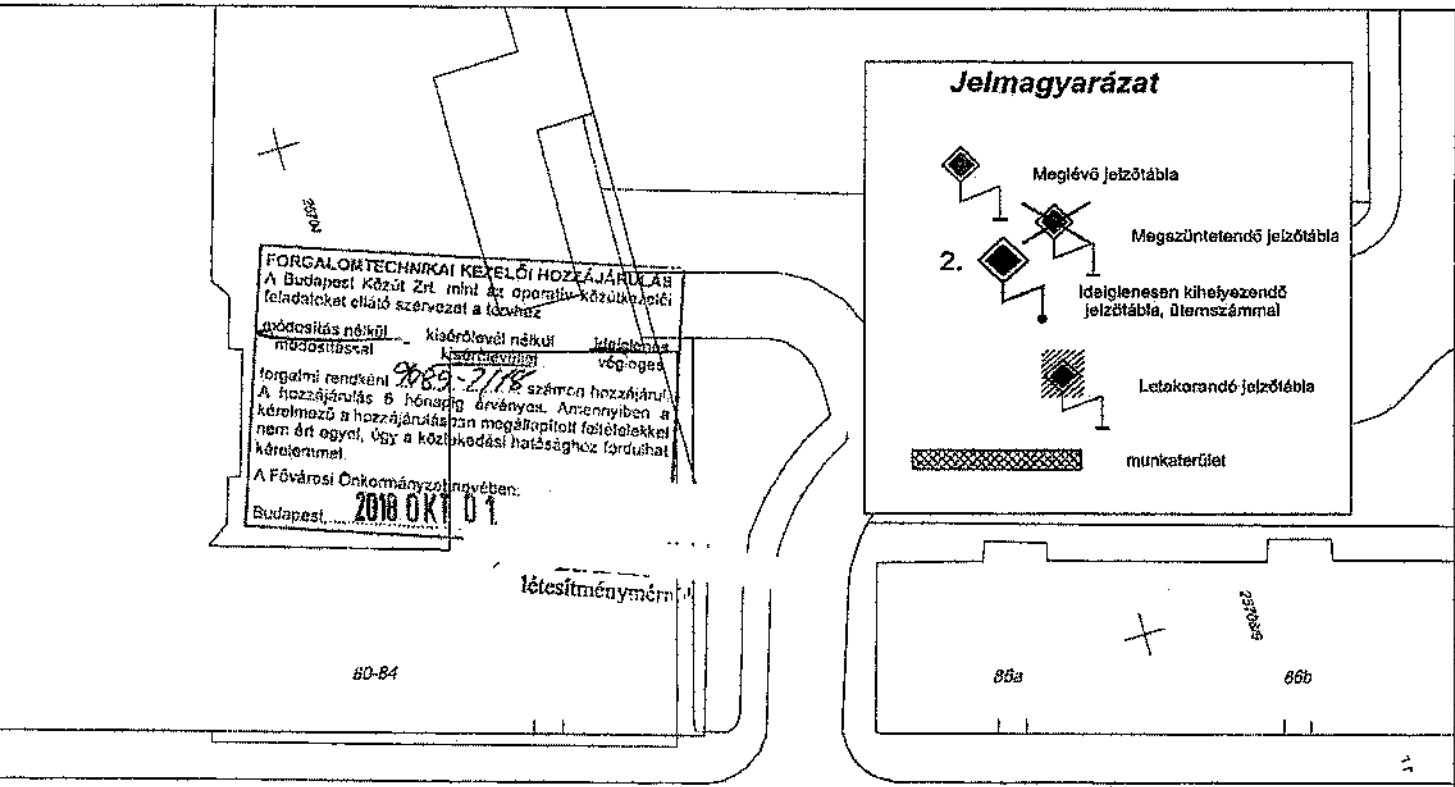 Jelmagyarázat
Meglévő jelzőtábla
Megszüntetendő jelzőtábla
2.
Ideiglenesen kihelyezendő
jelzőtábla, ütemszámmal
Letakarandó jelzőtábla
munkaterület
25704
FORGALOMTECHNIKAI KEZELŐI HOZZÁJÁRULÁS
A Budapest Közút Zrt. mint az operatív közútkezelői
feladatokat ellátó szervezet a tervhez
módosítás nélkül kísérőlevél nélkül ideiglenes
módosítással kísérőlevéllel végleges
forgalmi rendként számon hozzájárul.
A hozzájárulás 6 hónapig érvényes. Amennyiben a
kérelmező a hozzájárulásban megállapított feltételekkel
nem ért egyet, úgy a közlekedési hatósághoz fordulhat
kérelemmel.
A Fővárosi Önkormányzat nevében:
Budapest, 2018 OKT 01.
létesítménymérn
80-84
86a
86b